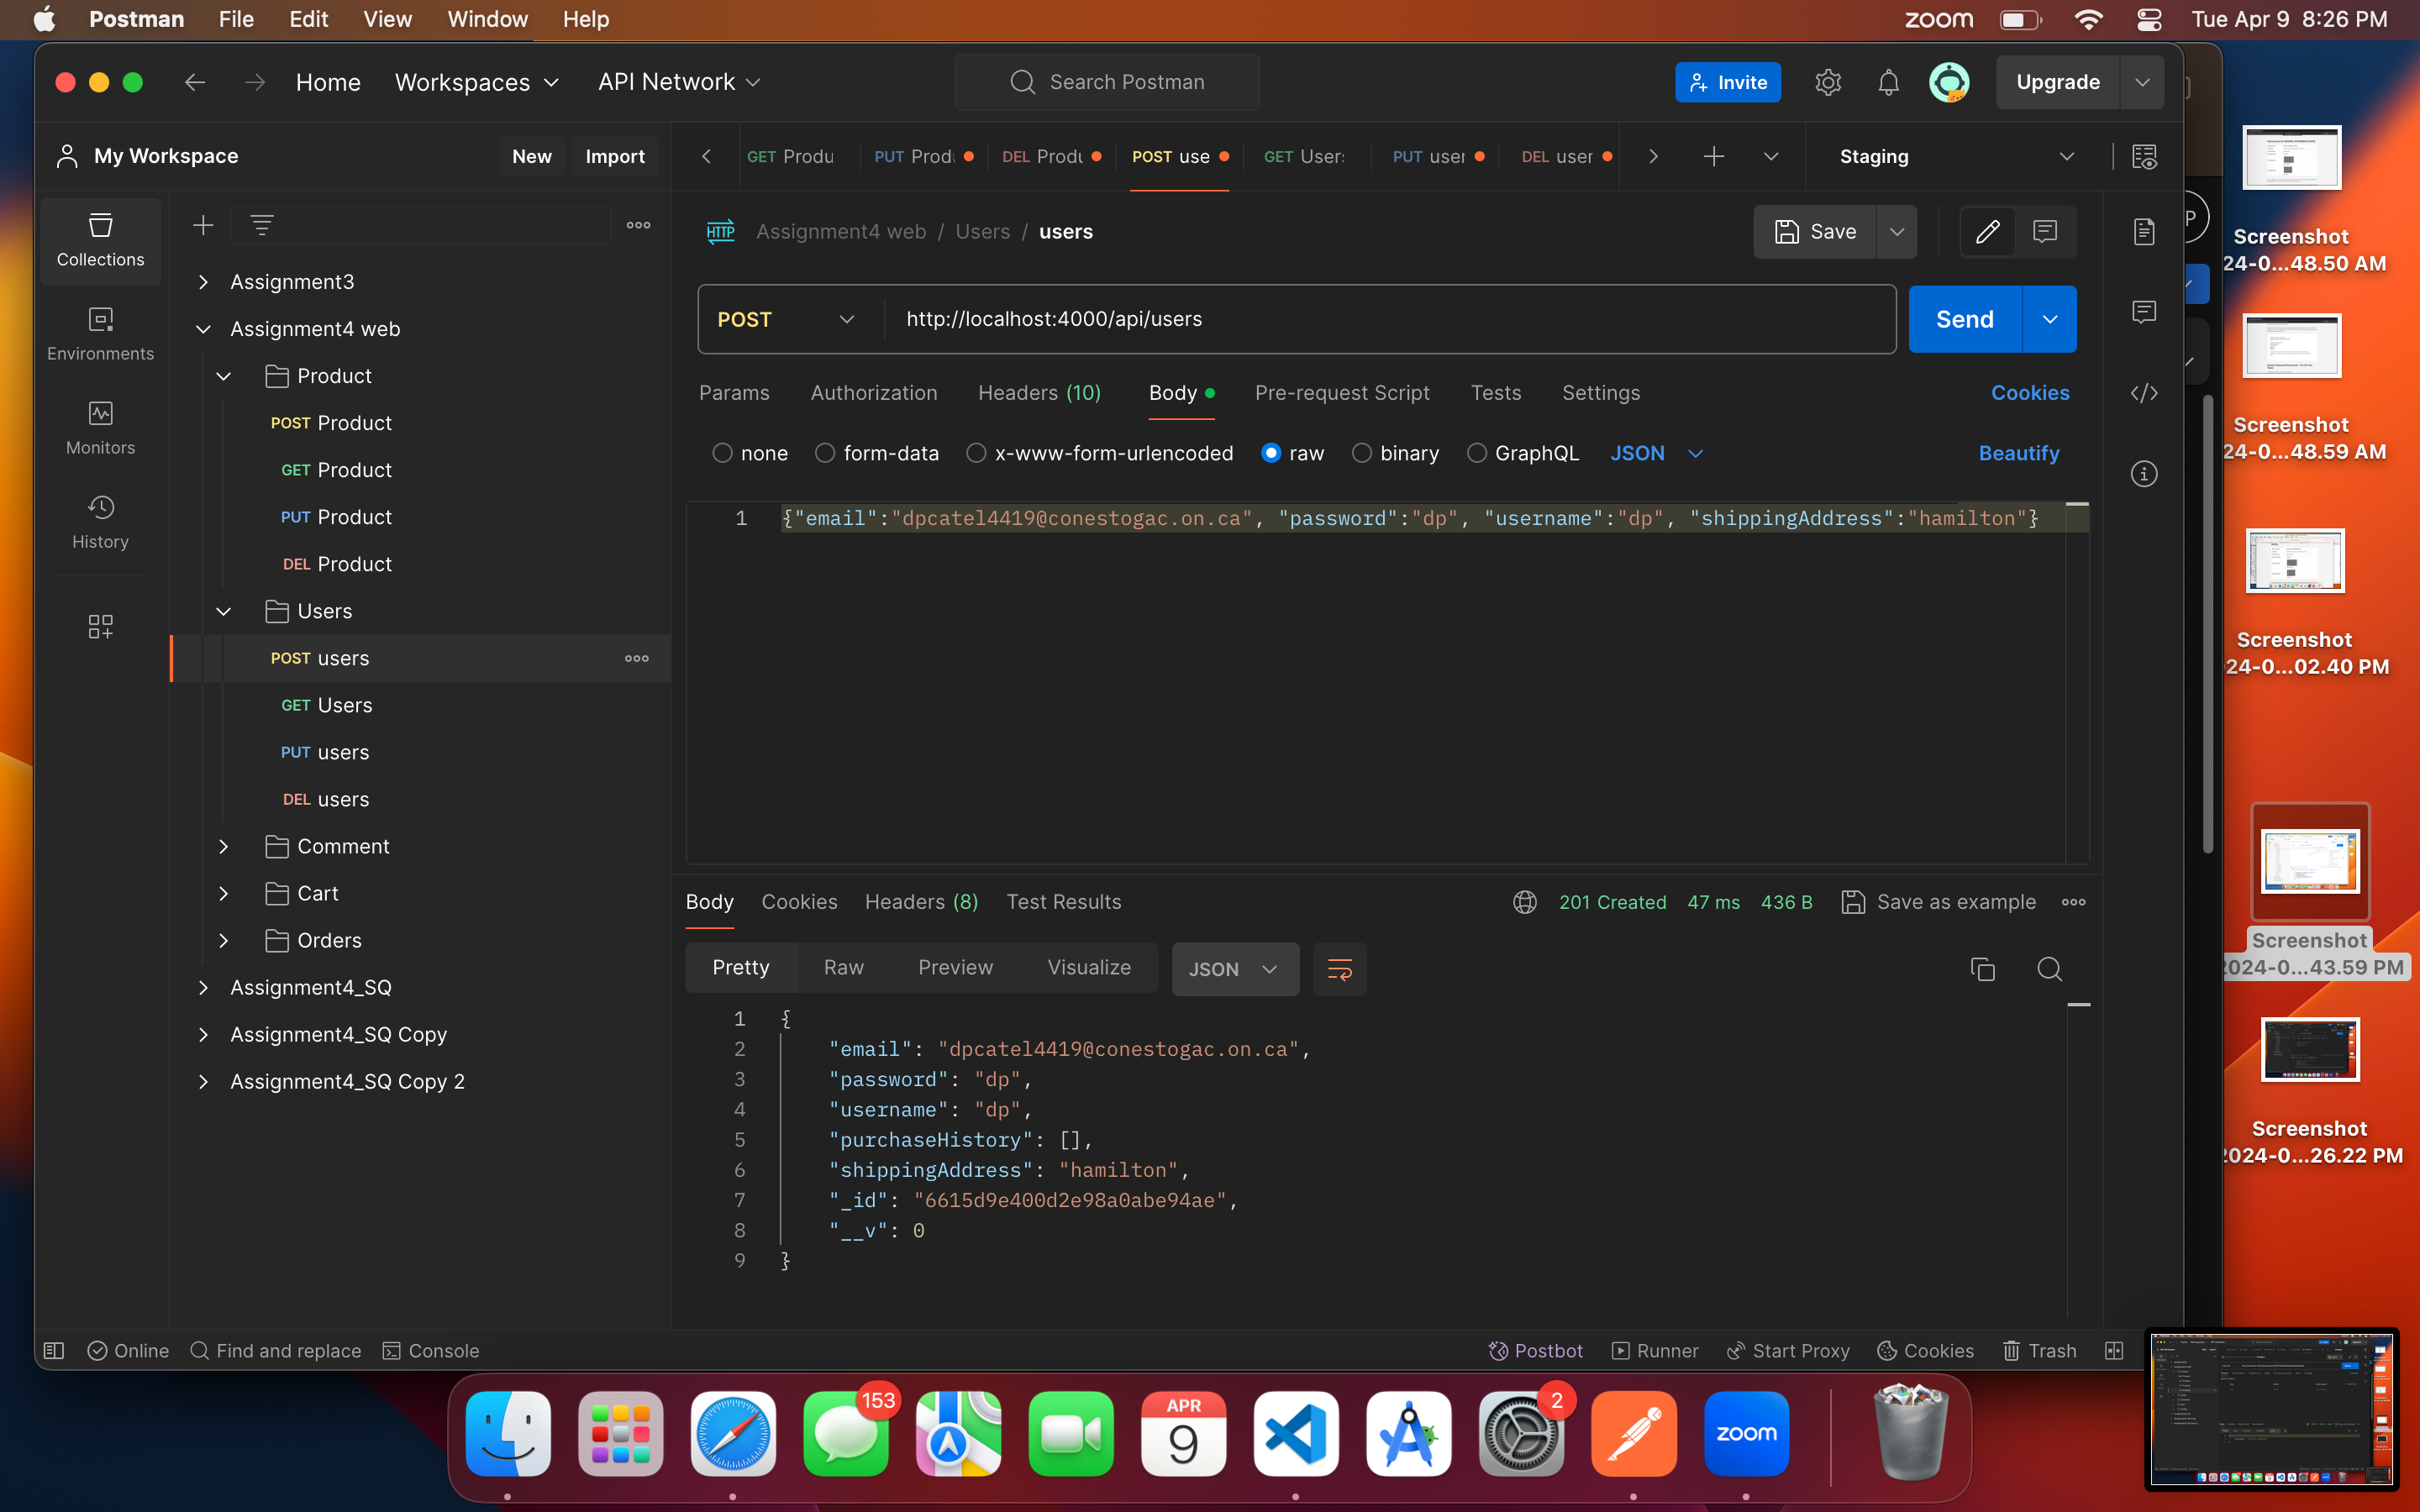 Postman File Edit View Window Help
zoom Tue Apr 9 8:26 PM
Home Workspaces API Network
Search Postman
Invite
Upgrade
My Workspace
New Import
GET Produ
PUT Prod
DEL Produ
POST use
GET User
PUT user
DEL user
Staging
Collections
Environments
Monitors
History
Assignment3
Assignment4 web
Product
POST Product
GET Product
PUT Product
DEL Product
Users
POST users
GET Users
PUT users
DEL users
Comment
Cart
Orders
Assignment4_SQ
Assignment4_SQ Copy
Assignment4_SQ Copy 2
HTTP Assignment4 web / Users / users
Save
POST http://localhost:4000/api/users
Send
Params Authorization Headers (10) Body Pre-request Script Tests Settings Cookies
none form-data x-www-form-urlencoded raw binary GraphQL JSON Beautify
1 {"email":"dpcatel4419@conestogac.on.ca", "password":"dp", "username":"dp", "shippingAddress":"hamilton"}
Body Cookies Headers (8) Test Results
201 Created 47 ms 436 B Save as example
Pretty Raw Preview Visualize JSON
1 {
2 "email": "dpcatel4419@conestogac.on.ca",
3 "password": "dp",
4 "username": "dp",
5 "purchaseHistory": [],
6 "shippingAddress": "hamilton",
7 "_id": "6615d9e400d2e98a0abe94ae",
8 "__v": 0
9 }
Online Find and replace Console
Postbot Runner Start Proxy Cookies Trash
P
Screenshot
24-0...48.50 AM
Screenshot
24-0...48.59 AM
Screenshot
24-0...02.40 PM
Screenshot
2024-0...43.59 PM
Screenshot
2024-0...26.22 PM
153
APR
9
2
zoom